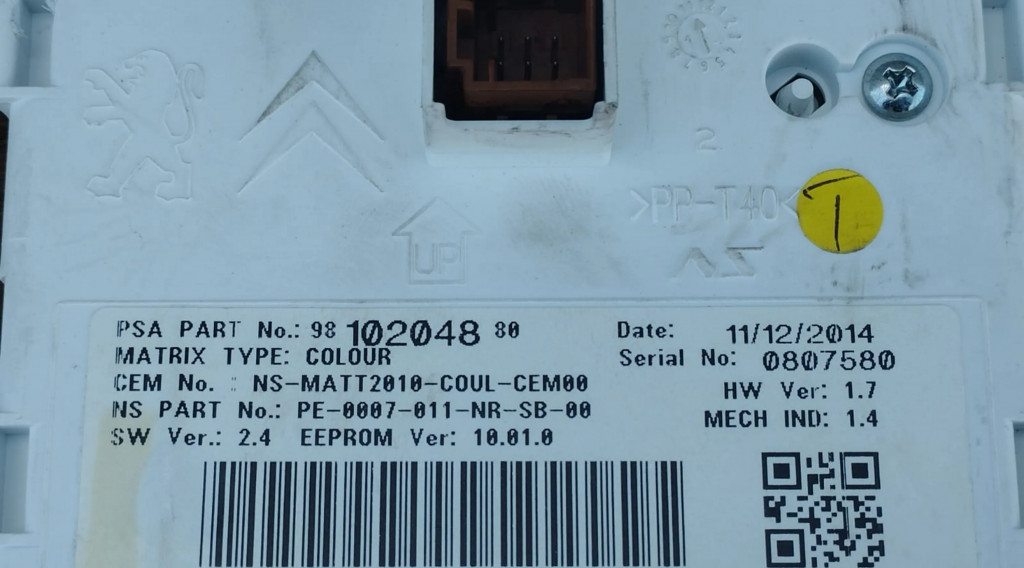 2
>PP-T40<
1
UP
PSA PART No.: 98 102048 80
MATRIX TYPE: COLOUR
CEM No. : NS-MATT2010-COUL-CEM00
NS PART No.: PE-0007-011-NR-SB-00
SW Ver.: 2.4 EEPROM Ver: 10.01.0
Date: 11/12/2014
Serial No: 0807580
HW Ver: 1.7
MECH IND: 1.4